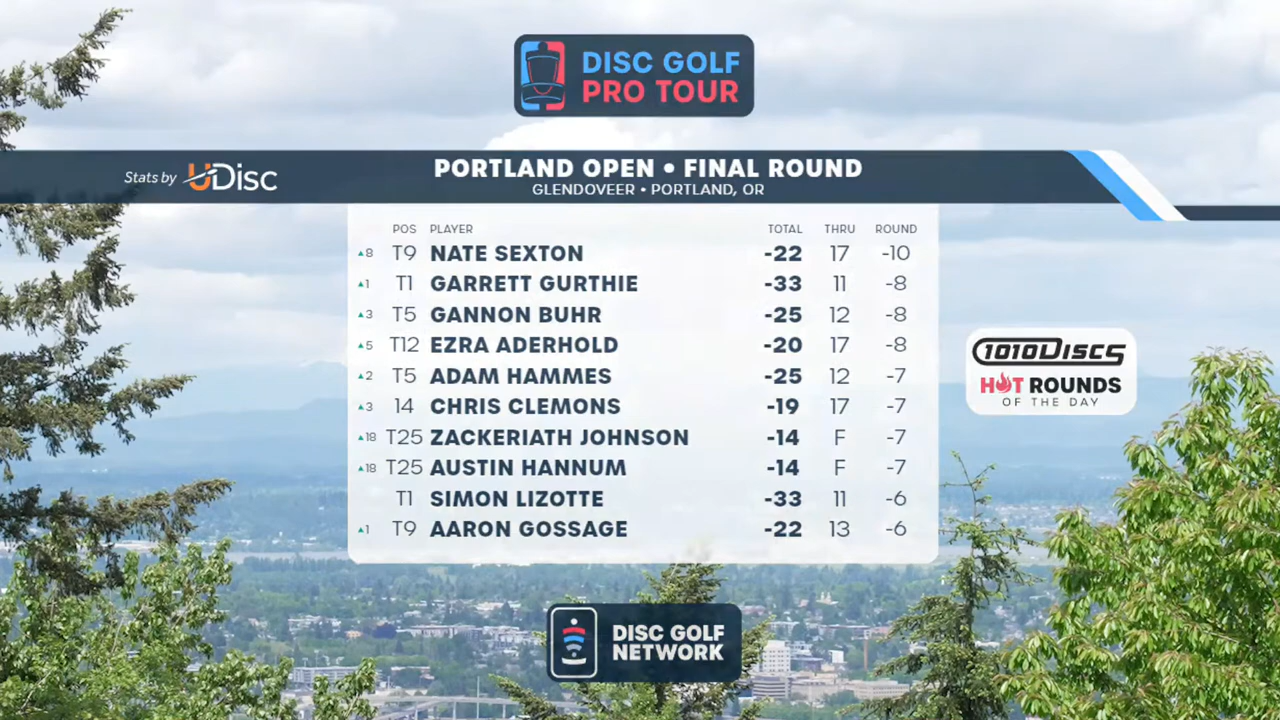 DISC GOLF
PRO TOUR
Stats by UDisc
PORTLAND OPEN • FINAL ROUND
GLENDOVEER • PORTLAND, OR
POS PLAYER TOTAL THRU ROUND
▲8 T9 NATE SEXTON -22 17 -10
▲1 T1 GARRETT GURTHIE -33 11 -8
▲3 T5 GANNON BUHR -25 12 -8
▲5 T12 EZRA ADERHOLD -20 17 -8
▲2 T5 ADAM HAMMES -25 12 -7
▲3 14 CHRIS CLEMONS -19 17 -7
▲18 T25 ZACKERIATH JOHNSON -14 F -7
▲18 T25 AUSTIN HANNUM -14 F -7
T1 SIMON LIZOTTE -33 11 -6
▲1 T9 AARON GOSSAGE -22 13 -6
1010DISCS
HOT ROUNDS
OF THE DAY
DISC GOLF
NETWORK